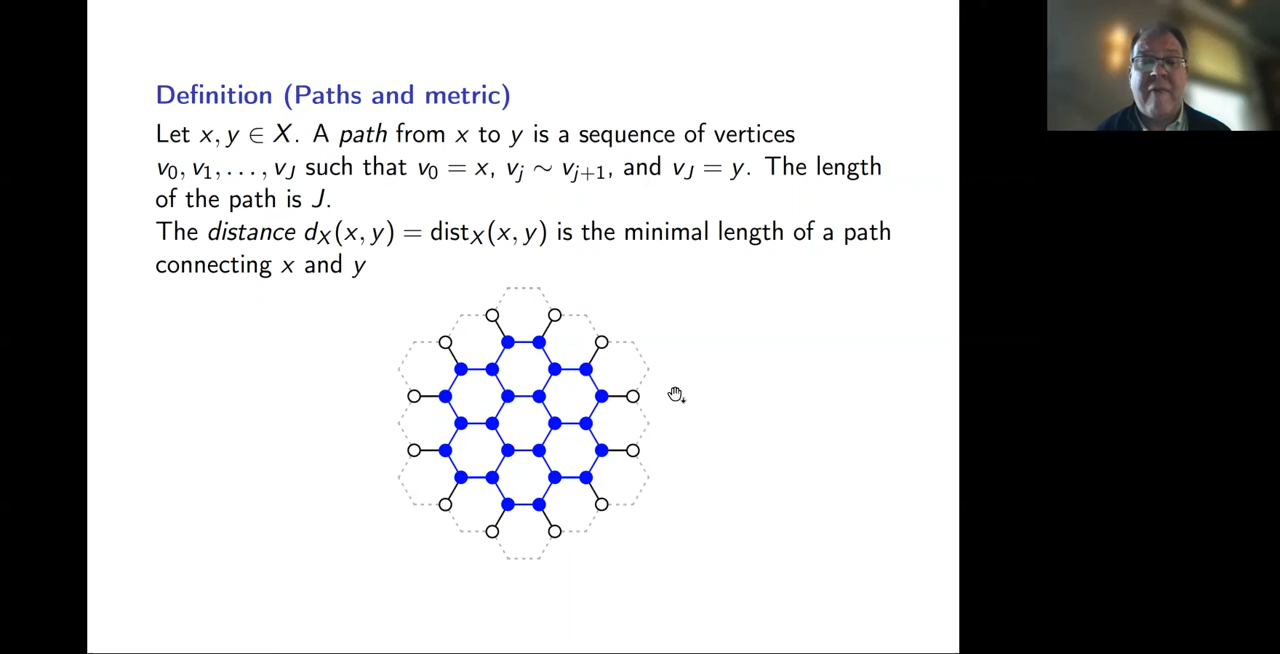 Definition (Paths and metric)
Let x, y ∈ X. A path from x to y is a sequence of vertices
v₀, v₁, . . . , v_J such that v₀ = x, v_j ∼ v_{j+1}, and v_J = y. The length
of the path is J.
The distance d_X(x, y) = dist_X(x, y) is the minimal length of a path
connecting x and y